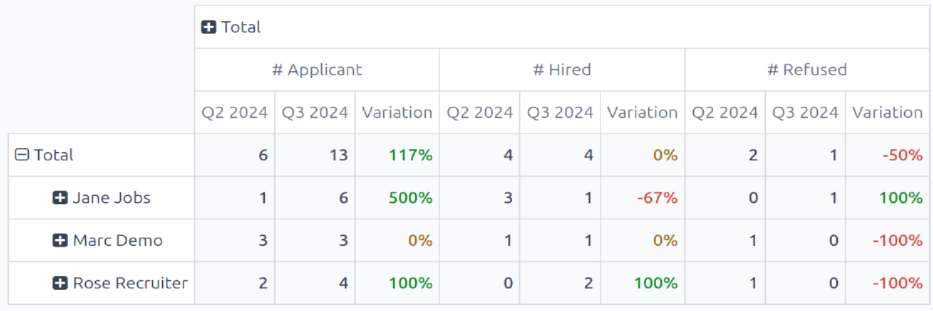 Total
# Applicant # Hired # Refused
Q2 2024 Q3 2024 Variation Q2 2024 Q3 2024 Variation Q2 2024 Q3 2024 Variation
Total 6 13 117% 4 4 0% 2 1 -50%
Jane Jobs 1 6 500% 3 1 -67% 0 1 100%
Marc Demo 3 3 0% 1 1 0% 1 0 -100%
Rose Recruiter 2 4 100% 0 2 100% 1 0 -100%